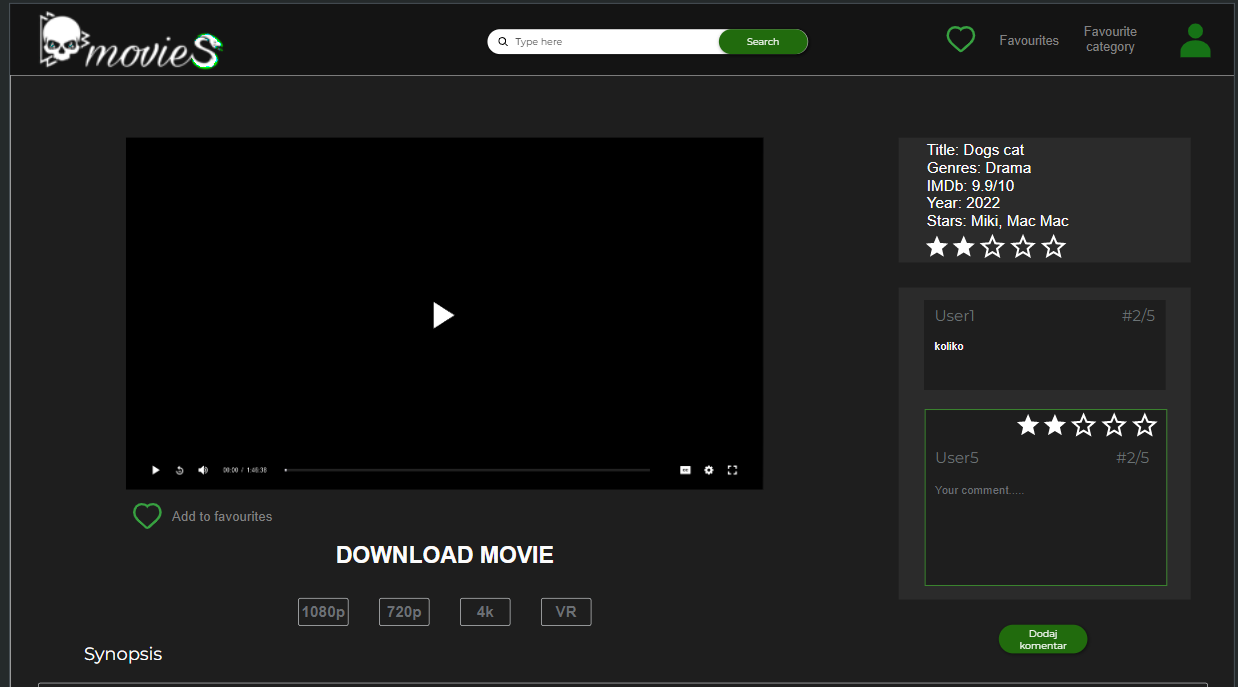 movieS
Type here
Search
Favourites
Favourite
category
Title: Dogs cat
Genres: Drama
IMDb: 9.9/10
Year: 2022
Stars: Miki, Mac Mac
User1 #2/5
koliko
User5 #2/5
Your comment.....
Dodaj
komentar
00:00 / 1:46:38
Add to favourites
DOWNLOAD MOVIE
1080p 720p 4k VR
Synopsis